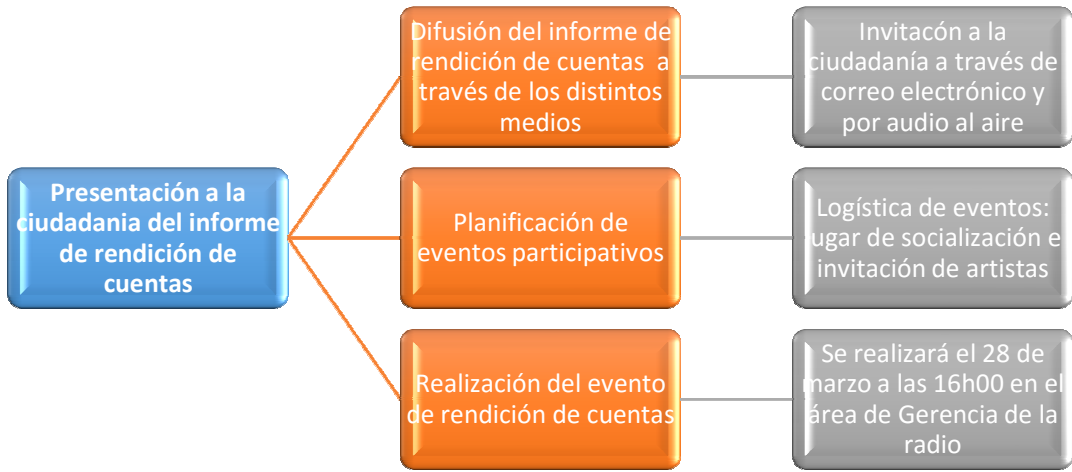 Presentación a la
ciudadania del informe
de rendición de
cuentas
Difusión del informe de
rendición de cuentas a
través de los distintos
medios
Invitacón a la
ciudadanía a través de
correo electrónico y
por audio al aire
Planificación de
eventos participativos
Logística de eventos:
ugar de socialización e
invitación de artistas
Realización del evento
de rendición de cuentas
Se realizará el 28 de
marzo a las 16h00 en el
área de Gerencia de la
radio